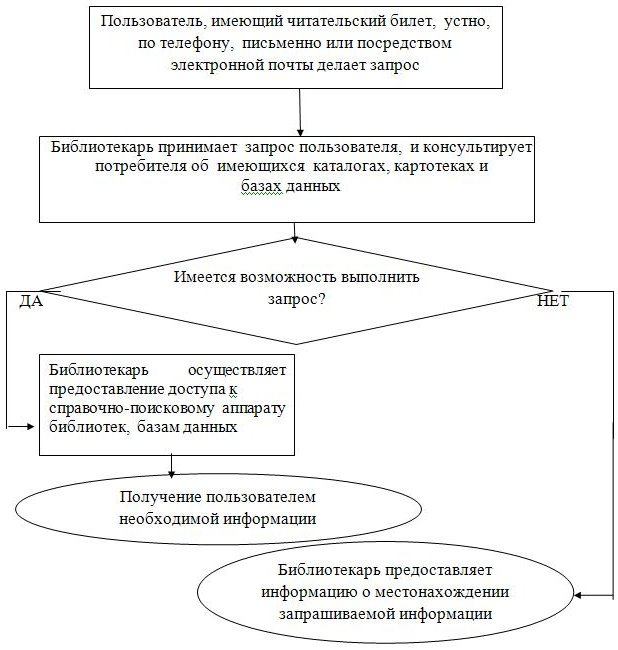 Пользователь, имеющий читательский билет, устно,
по телефону, письменно или посредством
электронной почты делает запрос
Библиотекарь принимает запрос пользователя, и консультирует
потребителя об имеющихся каталогах, картотеках и
базах данных
Имеется возможность выполнить
запрос?
ДА
НЕТ
Библиотекарь осуществляет
предоставление доступа к
справочно-поисковому аппарату
библиотек, базам данных
Получение пользователем
необходимой информации
Библиотекарь предоставляет
информацию о местонахождении
запрашиваемой информации